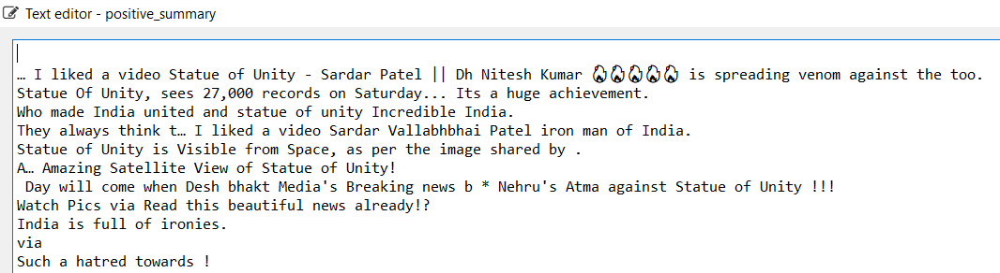 Text editor - positive_summary
… I liked a video Statue of Unity - Sardar Patel || Dh Nitesh Kumar 🔥🔥🔥🔥🔥 is spreading venom against the too.
Statue Of Unity, sees 27,000 records on Saturday... Its a huge achievement.
Who made India united and statue of unity Incredible India.
They always think t… I liked a video Sardar Vallabhbhai Patel iron man of India.
Statue of Unity is Visible from Space, as per the image shared by .
A… Amazing Satellite View of Statue of Unity!
Day will come when Desh bhakt Media's Breaking news b * Nehru's Atma against Statue of Unity !!!
Watch Pics via Read this beautiful news already!?
India is full of ironies.
via
Such a hatred towards !